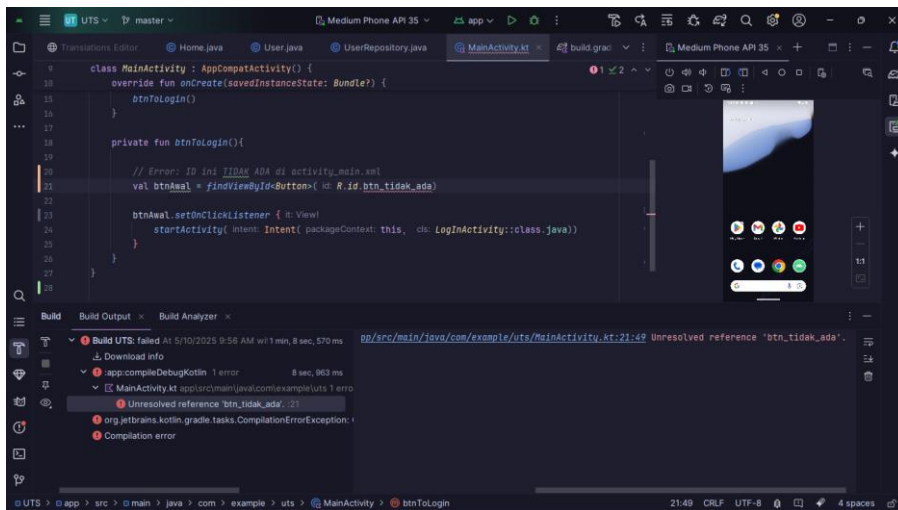 UT UTS master Medium Phone API 35 app
Translations Editor Home.java User.java UserRepository.java MainActivity.kt build.grad Medium Phone API 35
9 class MainActivity : AppCompatActivity() { 1 2
10 override fun onCreate(savedInstanceState: Bundle?) {
15 btnToLogin()
16 }
17
18 private fun btnToLogin(){
19
20 // Error: ID ini TIDAK ADA di activity_main.xml
21 val btnAwal = findViewById<Button>( id: R.id.btn_tidak_ada)
22
23 btnAwal.setOnClickListener { it: View!
24 startActivity( intent: Intent( packageContext: this, cls: LogInActivity::class.java))
25 }
26 }
27 }
28
1:1
Build Build Output Build Analyzer
Build UTS: failed At 5/10/2025 9:56 AM wi 1 min, 8 sec, 570 ms
Download info
:app:compileDebugKotlin 1 error 8 sec, 963 ms
MainActivity.kt app\src\main\java\com\example\uts 1 erro
Unresolved reference 'btn_tidak_ada'. :21
org.jetbrains.kotlin.gradle.tasks.CompilationErrorException:
Compilation error
pp/src/main/java/com/example/uts/MainActivity.kt:21:49 Unresolved reference 'btn_tidak_ada'.
UTS > app > src > main > java > com > example > uts > MainActivity > btnToLogin 21:49 CRLF UTF-8 4 spaces